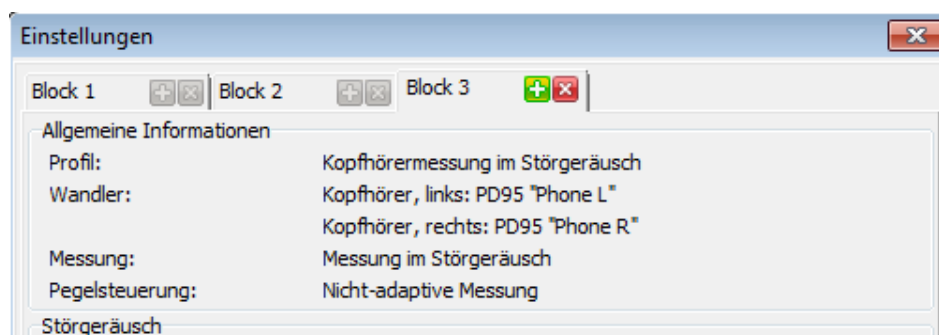 Einstellungen
Block 1 Block 2 Block 3
Allgemeine Informationen
Profil: Kopfhörermessung im Störgeräusch
Wandler: Kopfhörer, links: PD95 "Phone L"
Kopfhörer, rechts: PD95 "Phone R"
Messung: Messung im Störgeräusch
Pegelsteuerung: Nicht-adaptive Messung
Störgeräusch